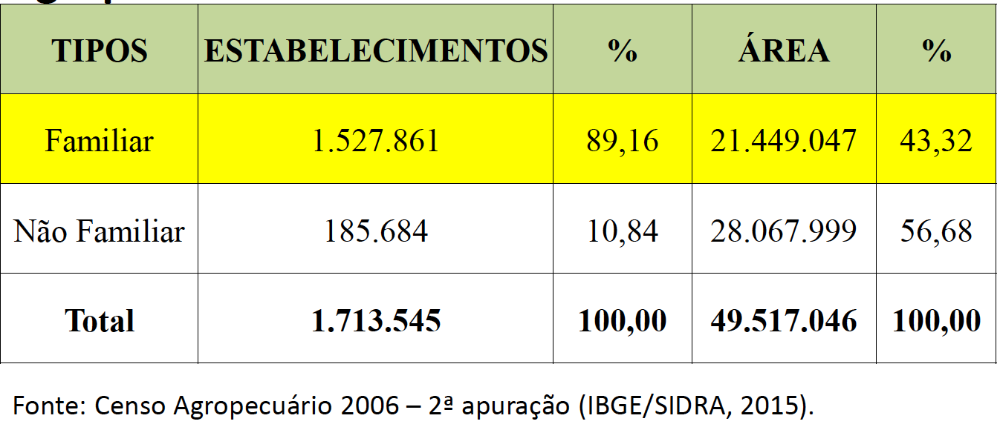 TIPOS ESTABELECIMENTOS % ÁREA %
Familiar 1.527.861 89,16 21.449.047 43,32
Não Familiar 185.684 10,84 28.067.999 56,68
Total 1.713.545 100,00 49.517.046 100,00
Fonte: Censo Agropecuário 2006 – 2ª apuração (IBGE/SIDRA, 2015).